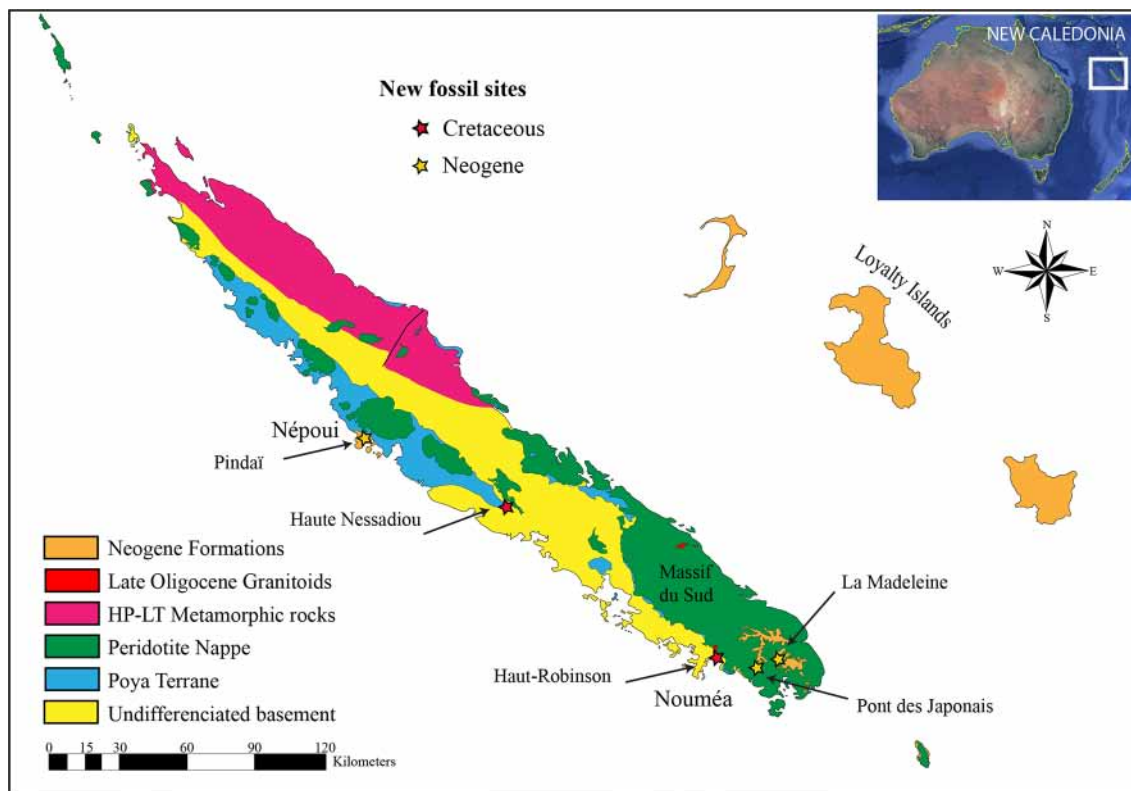 NEW CALEDONIA
New fossil sites
Cretaceous
Neogene
N
W
E
S
Loyalty Islands
Népoui
Pindaï
Haute Nessadiou
Massif
du Sud
La Madeleine
Haut-Robinson
Nouméa
Pont des Japonais
Neogene Formations
Late Oligocene Granitoids
HP-LT Metamorphic rocks
Peridotite Nappe
Poya Terrane
Undifferenciated basement
0 15 30 60 90 120
Kilometers